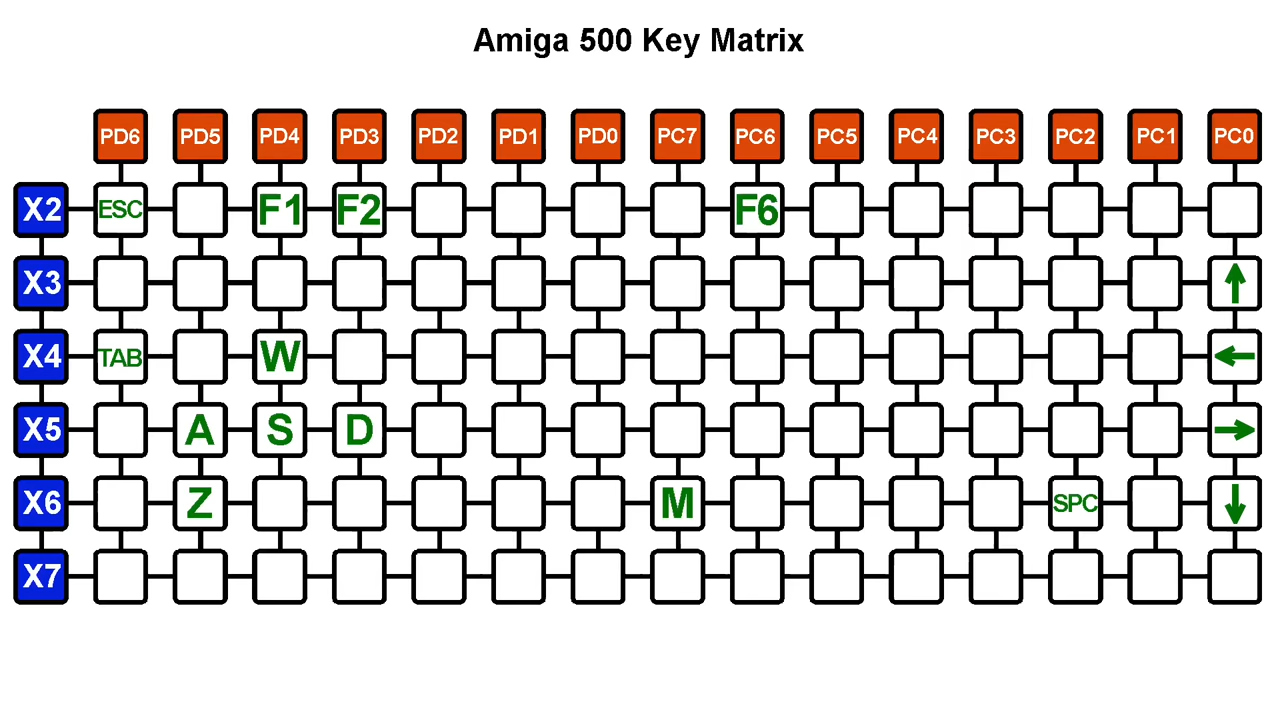 Amiga 500 Key Matrix
PD6 PD5 PD4 PD3 PD2 PD1 PD0 PC7 PC6 PC5 PC4 PC3 PC2 PC1 PC0
X2 ESC F1 F2 F6
X3 ↑
X4 TAB W ←
X5 A S D →
X6 Z M SPC ↓
X7